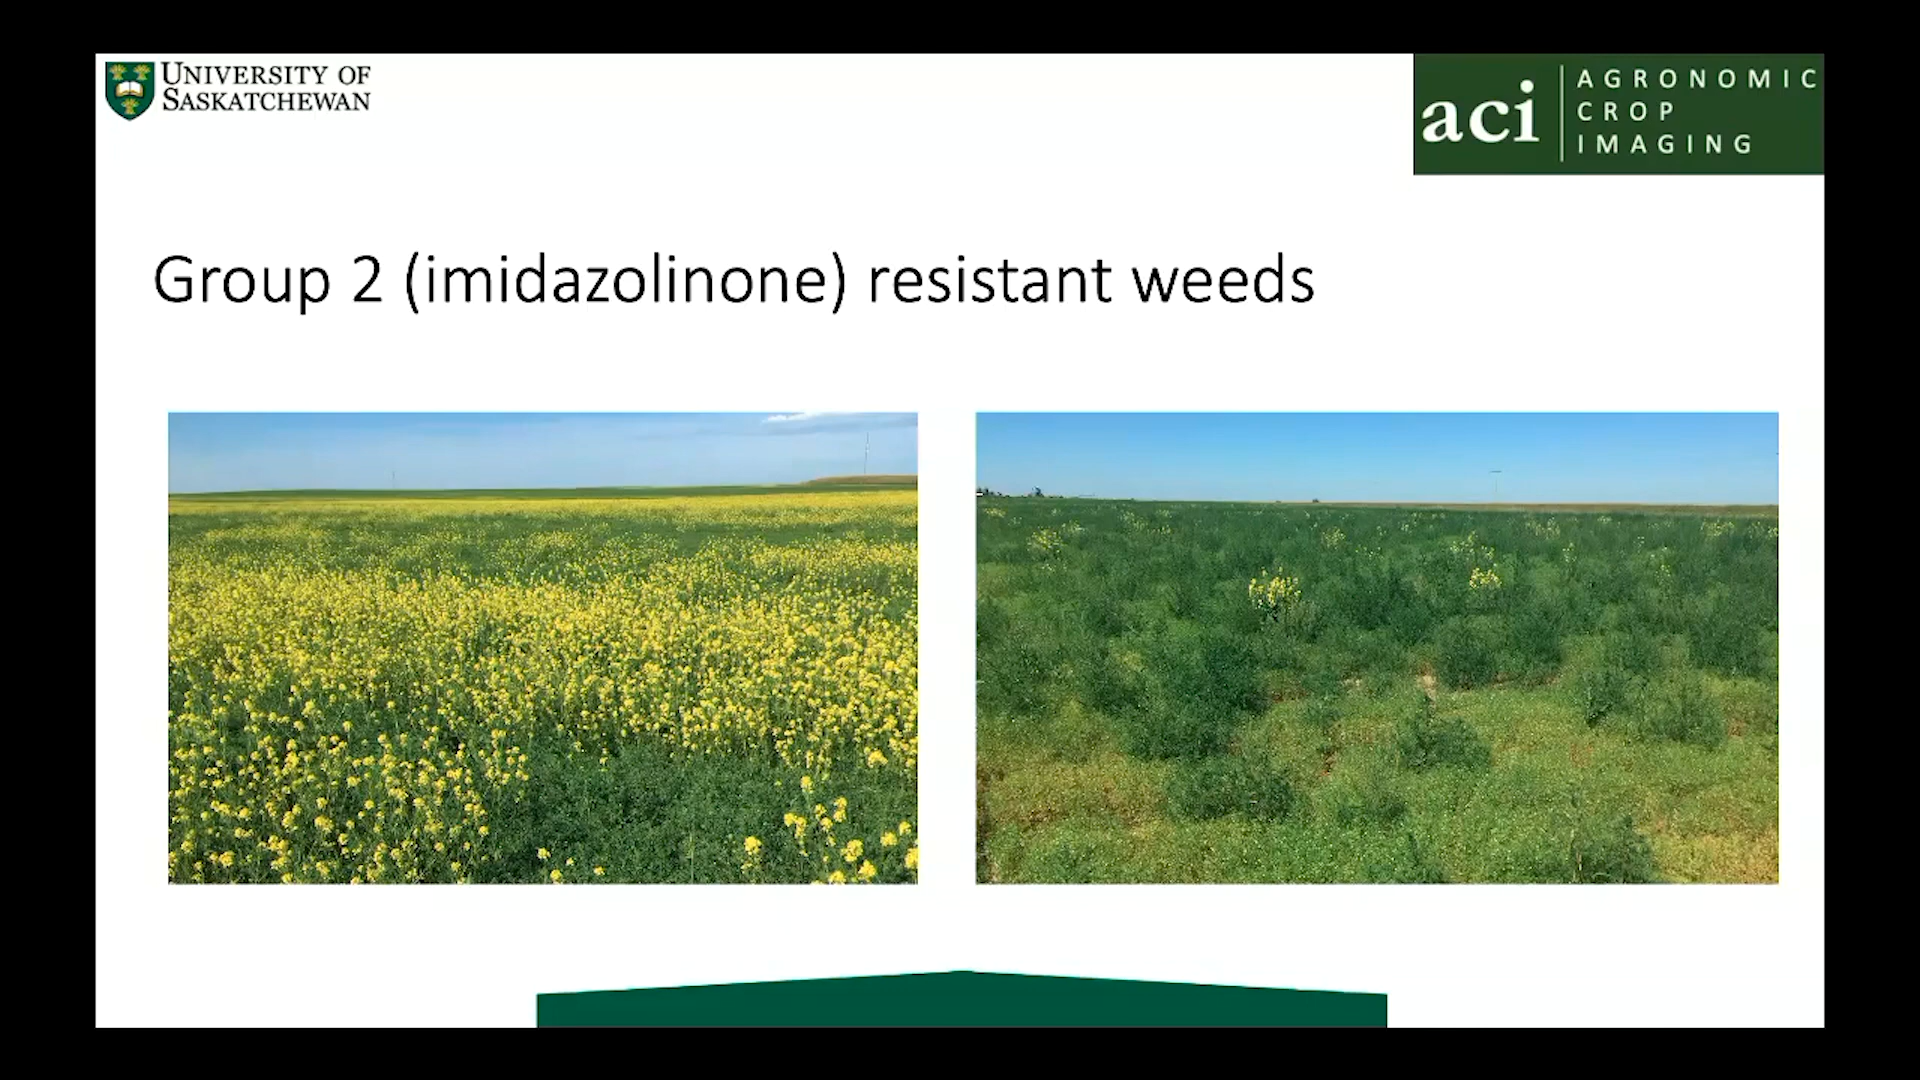 UNIVERSITY OF
SASKATCHEWAN
aci
AGRONOMIC
CROP
IMAGING
Group 2 (imidazolinone) resistant weeds